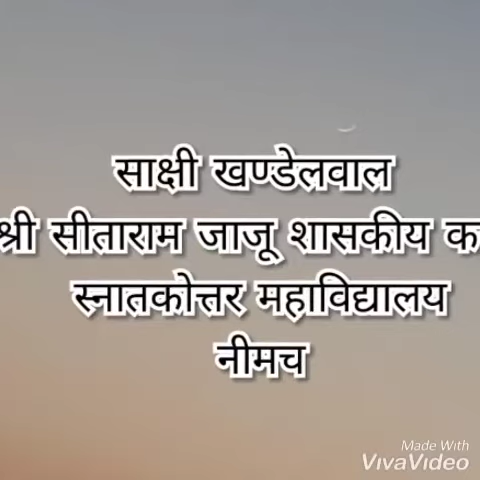 साक्षी खण्डेलवाल
श्री सीताराम जाजू शासकीय
स्नातकोत्तर महाविद्यालय
नीमच
Made With
VivaVideo